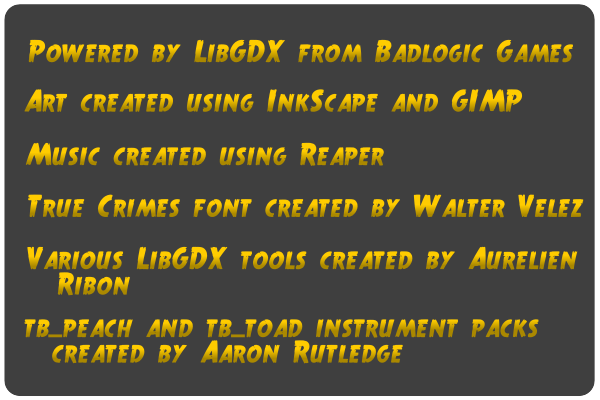 Powered by LibGDX from Badlogic Games
Art created using InkScape and GIMP
Music created using Reaper
True Crimes font created by Walter Velez
Various LibGDX tools created by Aurelien
Ribon
tb_peach and tb_toad instrument packs
created by Aaron Rutledge